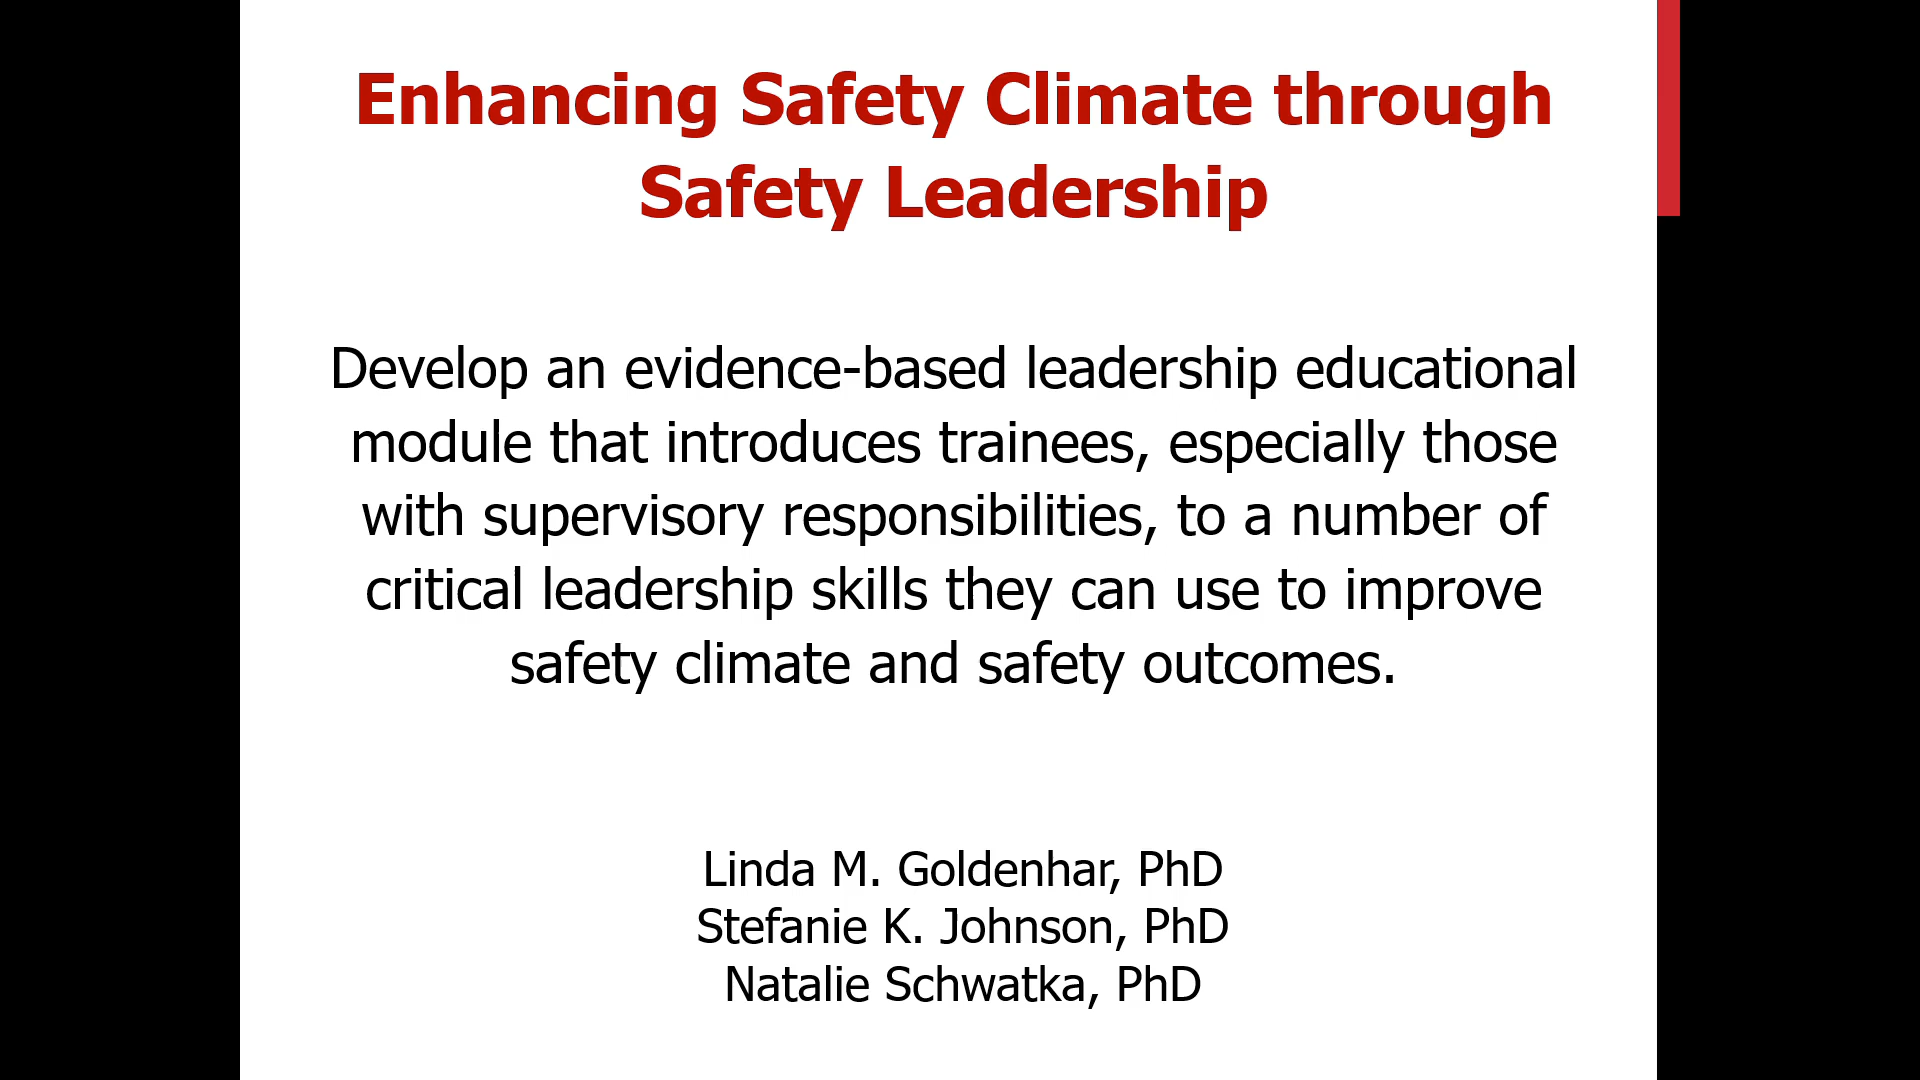 Enhancing Safety Climate through
Safety Leadership
Develop an evidence-based leadership educational
module that introduces trainees, especially those
with supervisory responsibilities, to a number of
critical leadership skills they can use to improve
safety climate and safety outcomes.
Linda M. Goldenhar, PhD
Stefanie K. Johnson, PhD
Natalie Schwatka, PhD